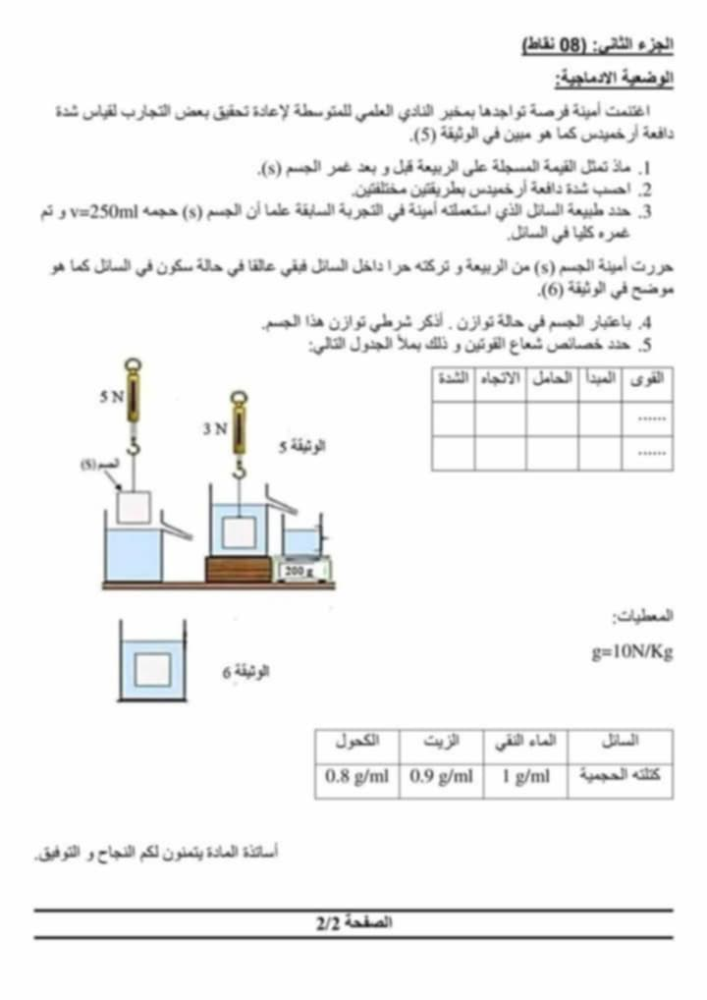 الجزء الثاني: (08 نقاط)
الوضعية الادماجية:
اغتنمت أمينة فرصة تواجدها بمخبر النادي العلمي للمتوسطة لإعادة تحقيق بعض التجارب لقياس شدة
دافعة أرخميدس كما هو مبين في الوثيقة (5).
1. ماذ تمثل القيمة المسجلة على الربيعة قبل و بعد غمر الجسم (s).
2. احسب شدة دافعة أرخميدس بطريقتين مختلفتين.
3. حدد طبيعة السائل الذي استعملته أمينة في التجربة السابقة علما أن الجسم (s) حجمه v=250ml و تم
غمره كليا في السائل.
حررت أمينة الجسم (s) من الربيعة و تركته حرا داخل السائل فبقي عالقا في حالة سكون في السائل كما هو
موضح في الوثيقة (6).
4. باعتبار الجسم في حالة توازن . أذكر شرطي توازن هذا الجسم.
5. حدد خصائص شعاع القوتين و ذلك بملأ الجدول التالي:
القوى المبدأ الحامل الاتجاه الشدة
......
......
5 N
3 N
الوثيقة 5
الجسم (S)
200 g
الوثيقة 6
المعطيات:
g=10N/Kg
السائل الماء النقي الزيت الكحول
كتلته الحجمية 1 g/ml 0.9 g/ml 0.8 g/ml
أساتذة المادة يتمنون لكم النجاح و التوفيق.
الصفحة 2/2